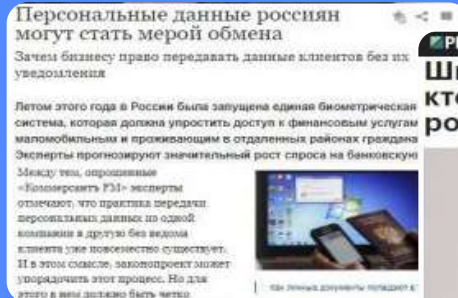 Персональные данные россиян
могут стать мерой обмена
Зачем бизнесу право передавать данные клиентов без их
уведомления
Летом этого года в России была запущена единая биометрическая
система, которая должна упростить доступ к финансовым услугам
маломобильным и проживающим в отдаленных районах граждана
Эксперты прогнозируют значительный рост спроса на банковскую
Между тем, опрошенные
«Коммерсантъ FM» эксперты
отмечают, что практика передачи
персональных данных из одной
компании в другую без ведома
клиента уже повсеместно существует.
И в этом смысле, законопроект может
упорядочить этот процесс. Но для
этого в нем должно быть четко
Как личные документы попадают в